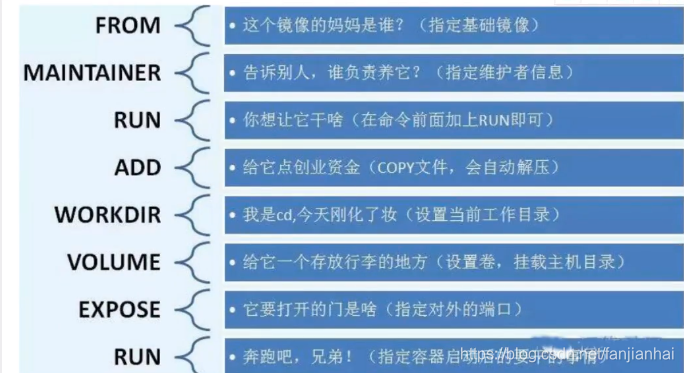 FROM
• 这个镜像的妈妈是谁？（指定基础镜像）
MAINTAINER
• 告诉别人，谁负责养它？（指定维护者信息）
RUN
• 你想让它干啥（在命令前面加上RUN即可）
ADD
• 给它点创业资金（COPY文件，会自动解压）
WORKDIR
• 我是cd,今天刚化了妆（设置当前工作目录）
VOLUME
• 给它一个存放行李的地方（设置卷，挂载主机目录）
EXPOSE
• 它要打开的门是啥（指定对外的端口）
RUN
• 奔跑吧，兄弟！（指定容器启动后的要干的事情）
https://blog.csdn.net/fanjianhai